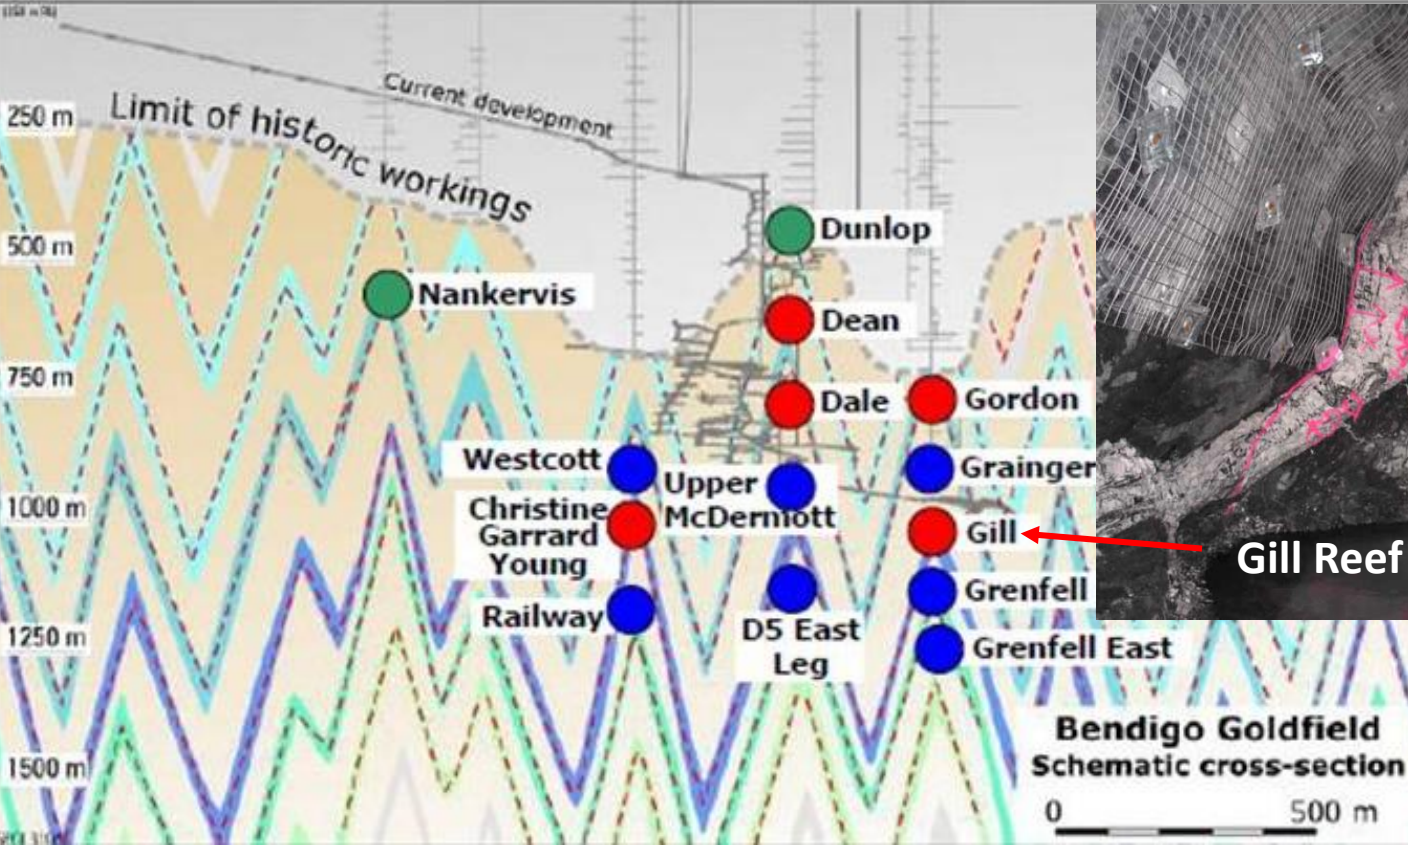 Current development
250 m
Limit of historic workings
Dunlop
500 m
Nankervis
Dean
750 m
Dale
Gordon
Westcott
Grainger
Upper
McDermott
1000 m
Christine
Garrard
Young
Gill
Gill Reef
Grenfell
Railway
1250 m
D5 East
Leg
Grenfell East
Bendigo Goldfield
Schematic cross-section
1500 m
0
500 m